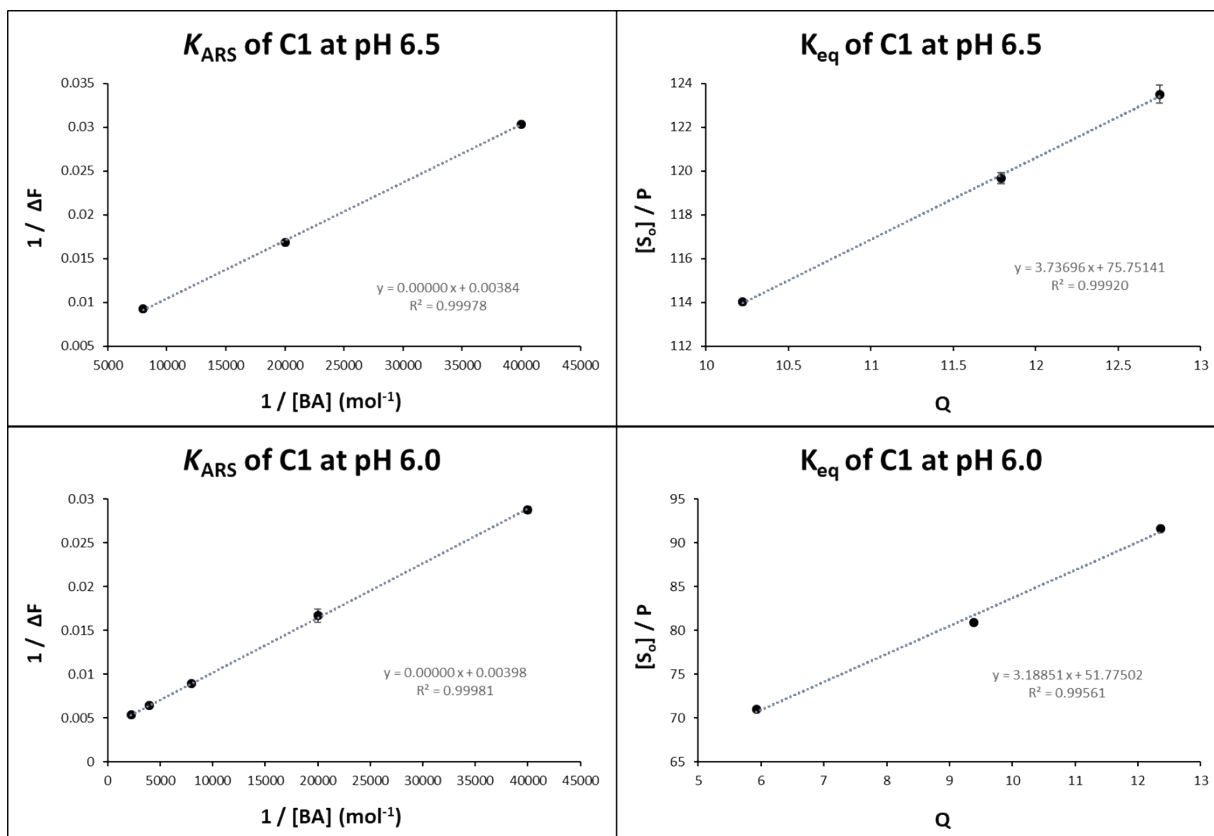 K_ARS of C1 at pH 6.5
0.035
0.03
0.025
0.02
0.015
0.01
0.005
5000 10000 15000 20000 25000 30000 35000 40000 45000
1 / ΔF
1 / [BA] (mol⁻¹)
y = 0.00000 x + 0.00384
R² = 0.99978
K_eq of C1 at pH 6.5
124
122
120
118
116
114
112
10 10.5 11 11.5 12 12.5 13
[S_o] / P
Q
y = 3.73696 x + 75.75141
R² = 0.99920
K_ARS of C1 at pH 6.0
0.03
0.025
0.02
0.015
0.01
0.005
0
0 5000 10000 15000 20000 25000 30000 35000 40000 45000
1 / ΔF
1 / [BA] (mol⁻¹)
y = 0.00000 x + 0.00398
R² = 0.99981
K_eq of C1 at pH 6.0
95
90
85
80
75
70
65
5 6 7 8 9 10 11 12 13
[S_o] / P
Q
y = 3.18851 x + 51.77502
R² = 0.99561